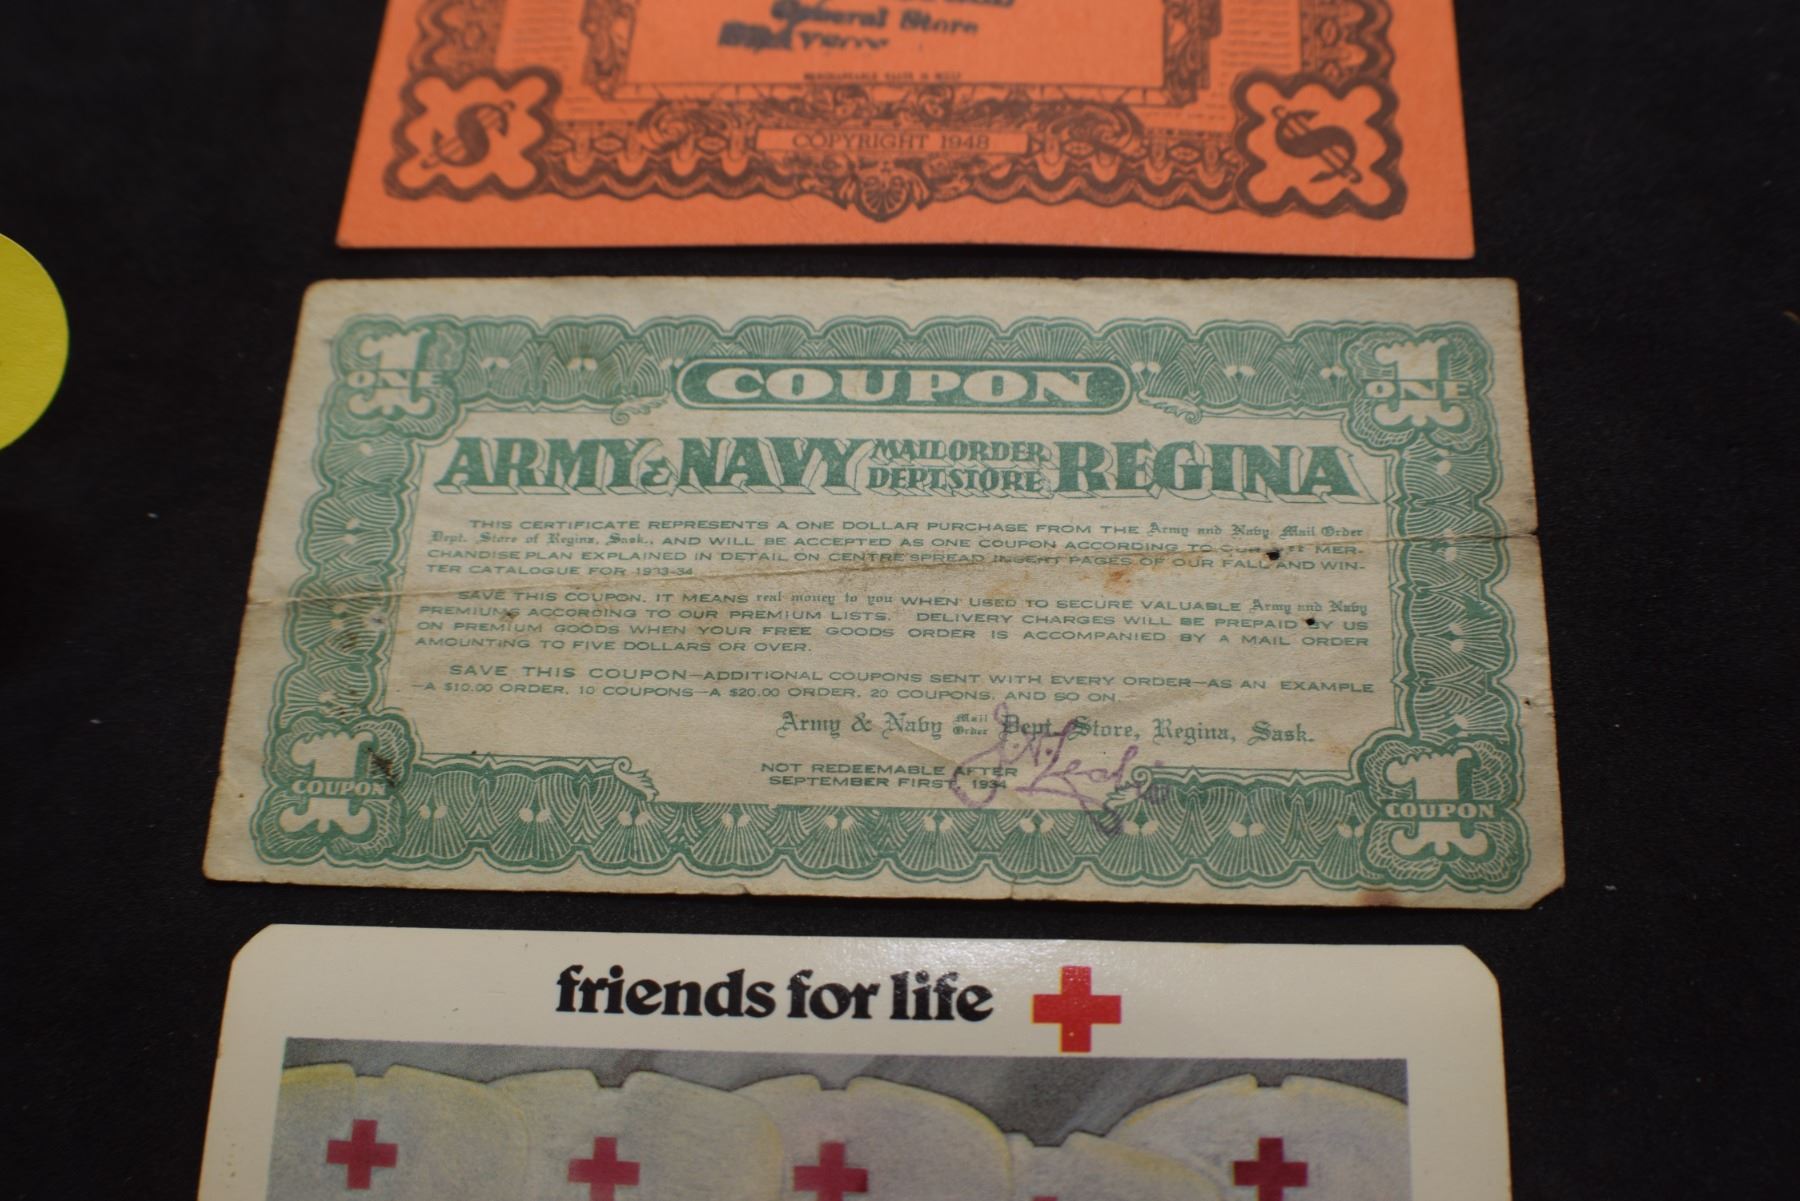 General Store
COPYRIGHT 1948
1 ONE
COUPON
1 ONE
ARMY & NAVY MAIL ORDER DEPT. STORE REGINA
THIS CERTIFICATE REPRESENTS A ONE DOLLAR PURCHASE FROM THE Army and Navy Mail Order
Dept. Store of Regina, Sask., AND WILL BE ACCEPTED AS ONE COUPON ACCORDING TO OUR MER-
CHANDISE PLAN EXPLAINED IN DETAIL ON CENTRE SPREAD INSERT PAGES OF OUR FALL AND WIN-
TER CATALOGUE FOR 1933-34
SAVE THIS COUPON. IT MEANS real money to you WHEN USED TO SECURE VALUABLE Army and Navy
PREMIUMS ACCORDING TO OUR PREMIUM LISTS. DELIVERY CHARGES WILL BE PREPAID BY US
ON PREMIUM GOODS WHEN YOUR FREE GOODS ORDER IS ACCOMPANIED BY A MAIL ORDER
AMOUNTING TO FIVE DOLLARS OR OVER.
SAVE THIS COUPON—ADDITIONAL COUPONS SENT WITH EVERY ORDER—AS AN EXAMPLE
—A $10.00 ORDER, 10 COUPONS—A $20.00 ORDER, 20 COUPONS, AND SO ON.
Army & Navy Mail Order Dept. Store, Regina, Sask.
NOT REDEEMABLE AFTER
SEPTEMBER FIRST, 1934
1 COUPON
1 COUPON
friends for life